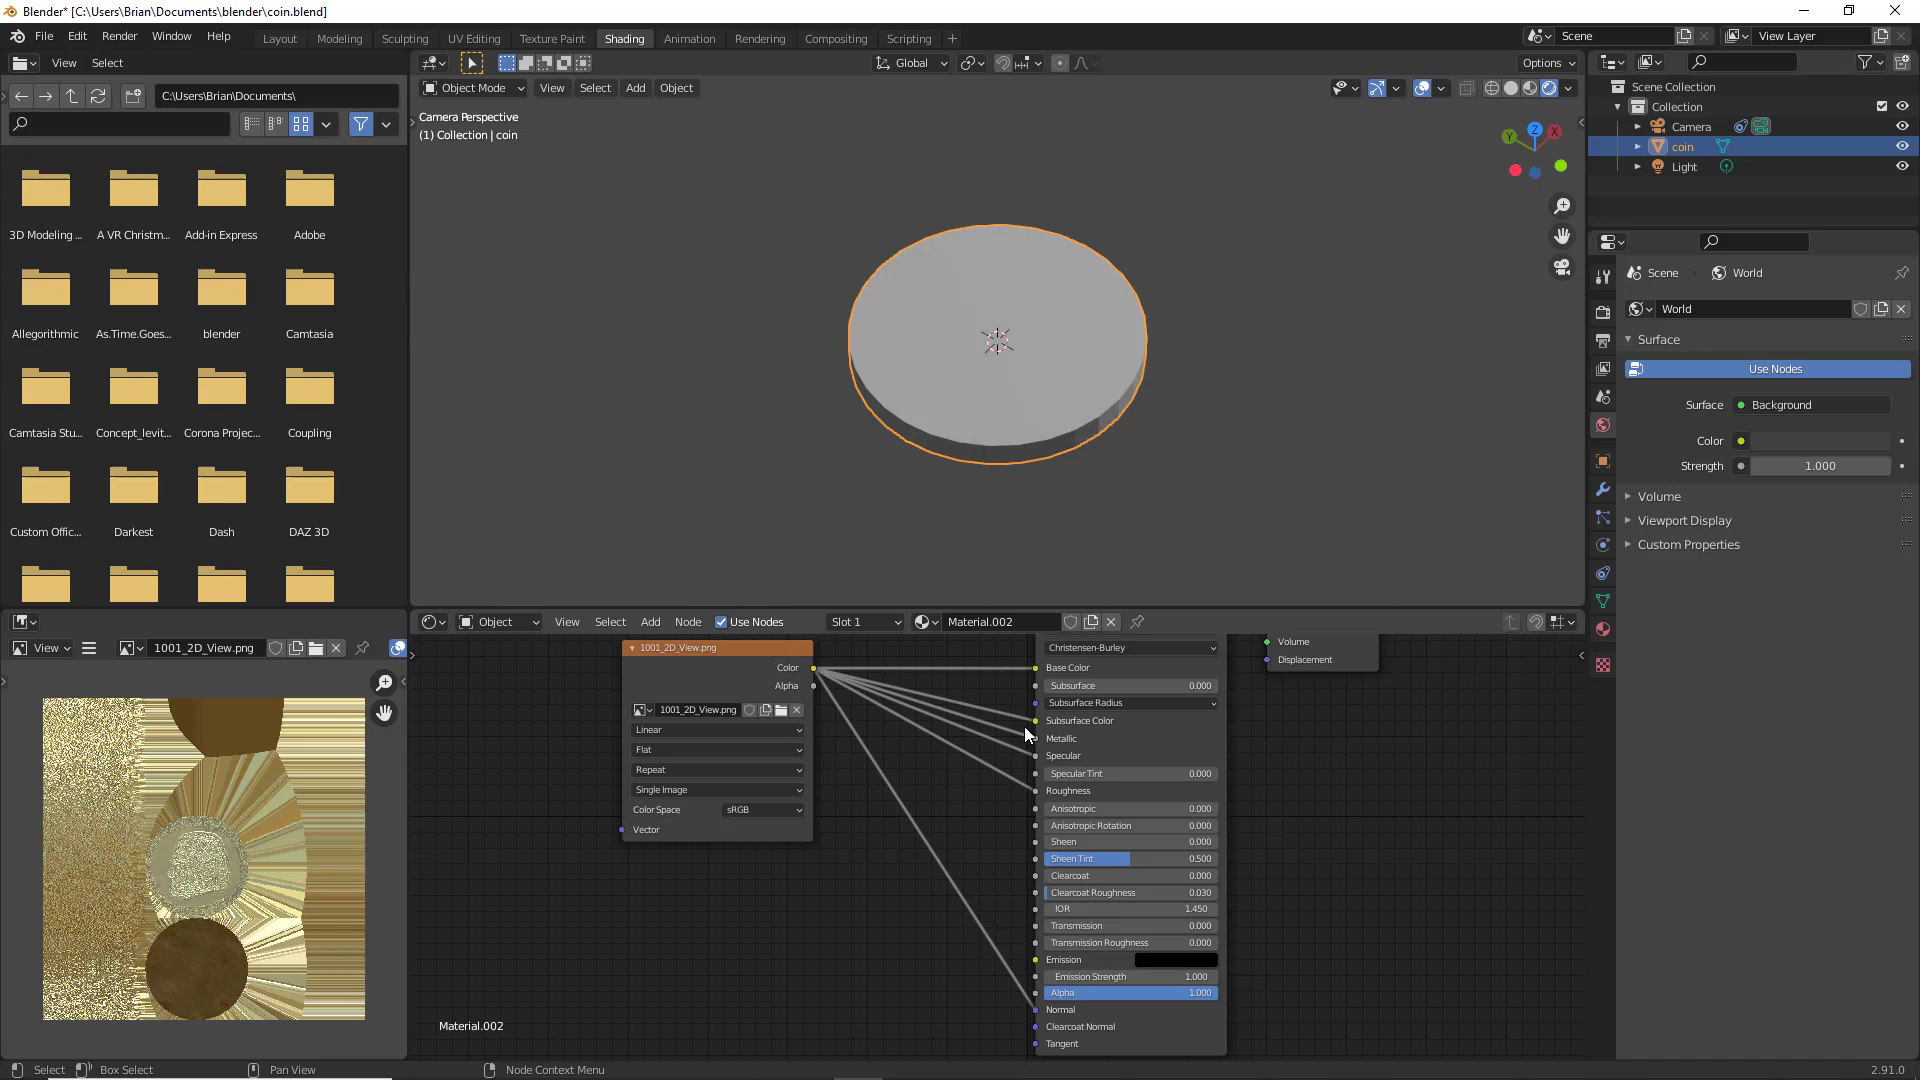 Blender* [C:\Users\Brian\Documents\blender\coin.blend]
File Edit Render Window Help
Layout Modeling Sculpting UV Editing Texture Paint Shading Animation Rendering Compositing Scripting +
Scene
View Layer
View Select
Global
Options
C:\Users\Brian\Documents\
Object Mode View Select Add Object
Camera Perspective
(1) Collection | coin
Y Z X
Scene Collection
Collection
Camera
coin
Light
3D Modeling ... A VR Christm... Add-in Express Adobe
Allegorithmic As.Time.Goes... blender Camtasia
Camtasia Stu... Concept_levit... Corona Projec... Coupling
Custom Offic... Darkest Dash DAZ 3D
Scene World
World
Surface
Use Nodes
Surface Background
Color
Strength 1.000
Volume
Viewport Display
Custom Properties
Object View Select Add Node Use Nodes Slot 1 Material.002
View 1001_2D_View.png
1001_2D_View.png
Color
Alpha
1001_2D_View.png
Linear
Flat
Repeat
Single Image
Color Space sRGB
Vector
Christensen-Burley
Base Color
Subsurface 0.000
Subsurface Radius
Subsurface Color
Metallic
Specular
Specular Tint 0.000
Roughness
Anisotropic 0.000
Anisotropic Rotation 0.000
Sheen 0.000
Sheen Tint 0.500
Clearcoat 0.000
Clearcoat Roughness 0.030
IOR 1.450
Transmission 0.000
Transmission Roughness 0.000
Emission
Emission Strength 1.000
Alpha 1.000
Normal
Clearcoat Normal
Tangent
Volume
Displacement
Material.002
Select Box Select Pan View Node Context Menu 2.91.0